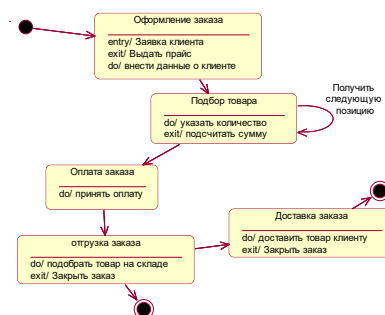 Оформление заказа
entry/ Заявка клиента
exit/ Выдать прайс
do/ внести данные о клиенте
Получить
следующую
позицию
Подбор товара
do/ указать количество
exit/ подсчитать сумму
Оплата заказа
do/ принять оплату
Доставка заказа
do/ доставить товар клиенту
exit/ Закрыть заказ
отгрузка заказа
do/ подобрать товар на складе
exit/ Закрыть заказ